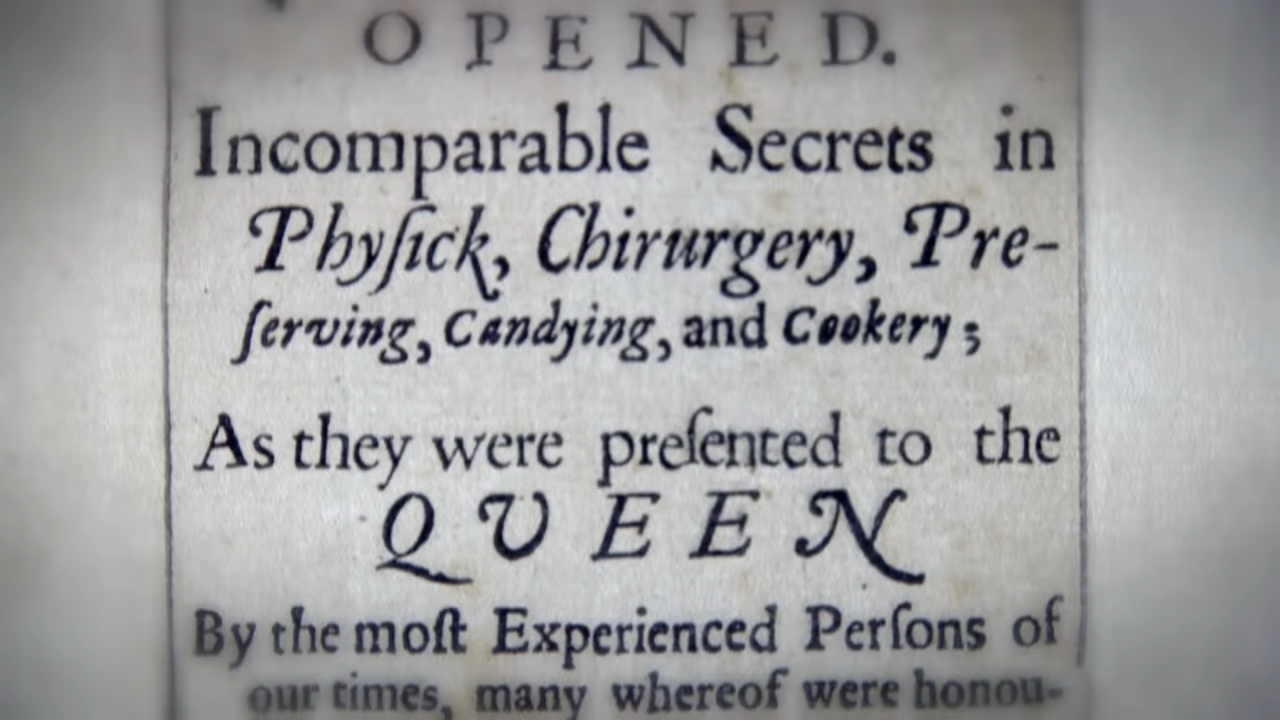 OPENED.
Incomparable Secrets in
Phyſick, Chirurgery, Pre-
ſerving, Candying, and Cookery;
As they were preſented to the
QVEEN
By the moſt Experienced Perſons of
our times, many whereof were honou-